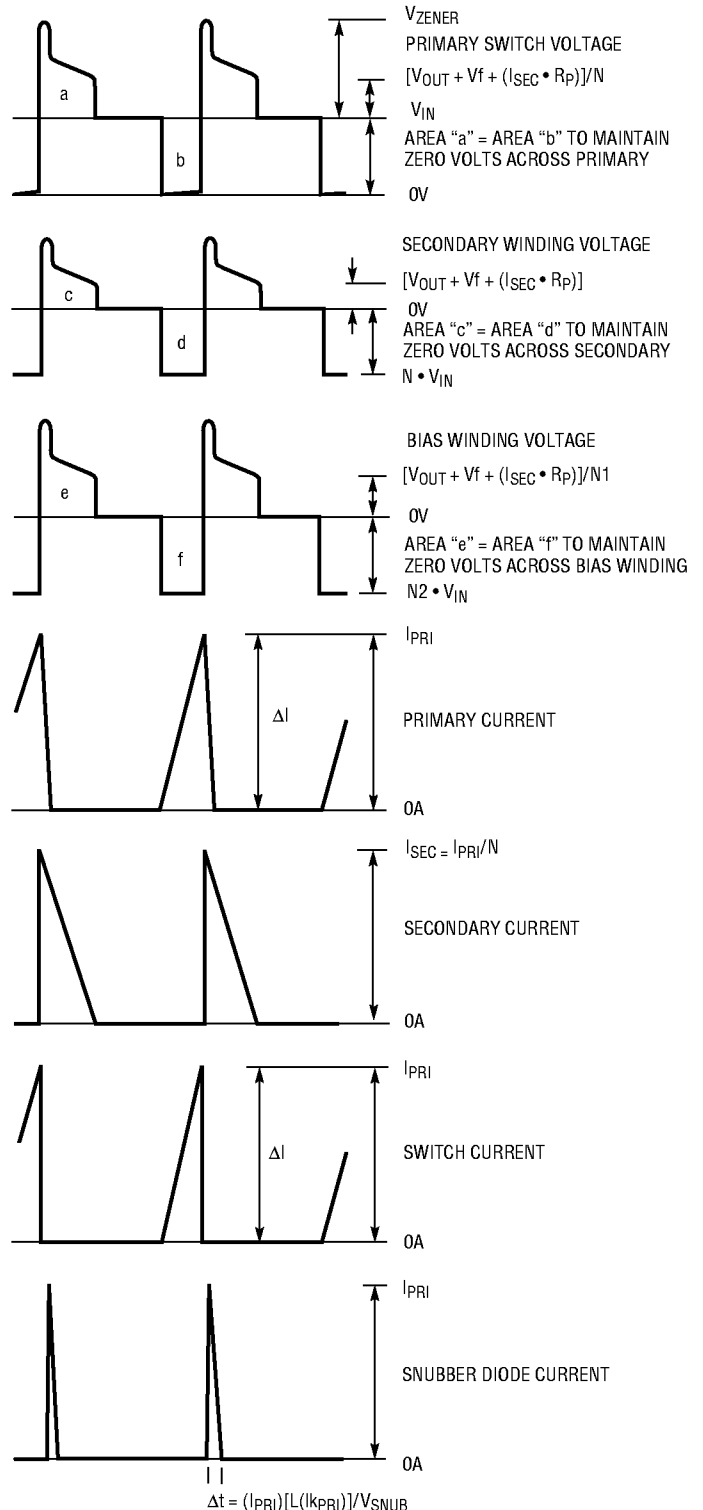 VZENER
PRIMARY SWITCH VOLTAGE
[VOUT + Vf + (ISEC • RP)]/N
a
VIN
AREA “a” = AREA “b” TO MAINTAIN
ZERO VOLTS ACROSS PRIMARY
b
0V
SECONDARY WINDING VOLTAGE
[VOUT + Vf + (ISEC • RP)]
c
0V
AREA “c” = AREA “d” TO MAINTAIN
ZERO VOLTS ACROSS SECONDARY
d
N • VIN
BIAS WINDING VOLTAGE
[VOUT + Vf + (ISEC • RP)]/N1
e
0V
AREA “e” = AREA “f” TO MAINTAIN
ZERO VOLTS ACROSS BIAS WINDING
f
N2 • VIN
IPRI
ΔI
PRIMARY CURRENT
0A
ISEC = IPRI/N
SECONDARY CURRENT
0A
IPRI
ΔI
SWITCH CURRENT
0A
IPRI
SNUBBER DIODE CURRENT
0A
Δt = (IPRI)[L(lkPRI)]/VSNUB